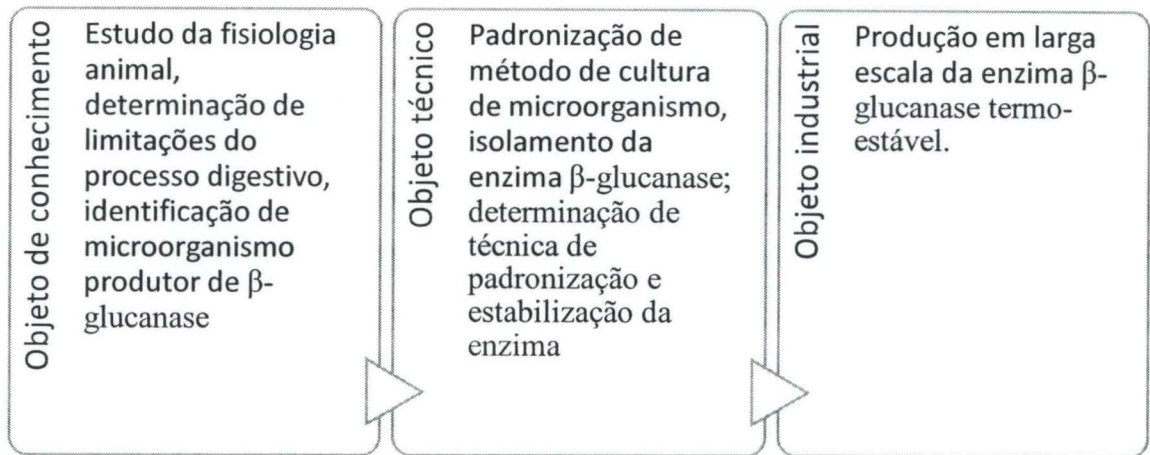 Objeto de conhecimento
Estudo da fisiologia
animal,
determinação de
limitações do
processo digestivo,
identificação de
microorganismo
produtor de β-
glucanase
Objeto técnico
Padronização de
método de cultura
de microorganismo,
isolamento da
enzima β-glucanase;
determinação de
técnica de
padronização e
estabilização da
enzima
Objeto industrial
Produção em larga
escala da enzima β-
glucanase termo-
estável.